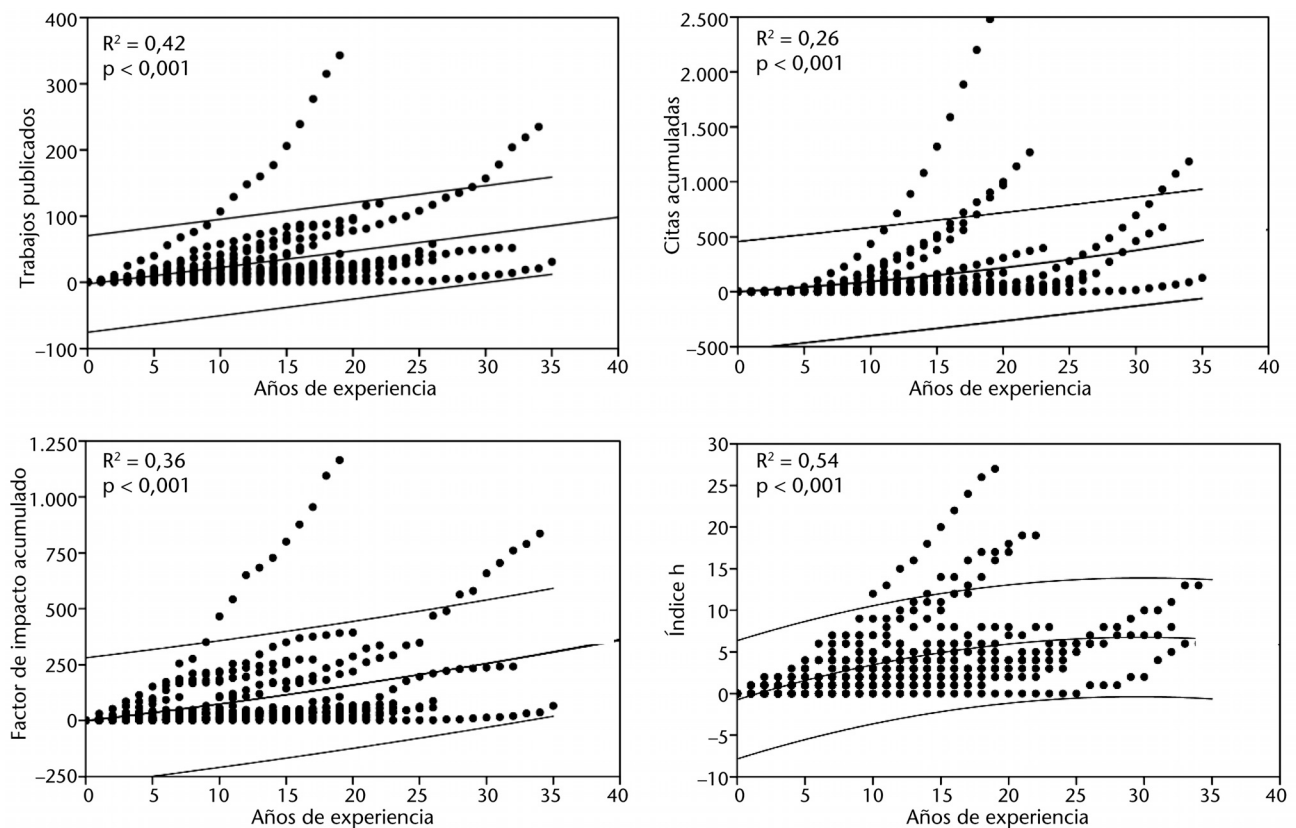 400
300
200
100
0
−100
Trabajos publicados
R² = 0,42
p < 0,001
0 5 10 15 20 25 30 35 40
Años de experiencia
2.500
2.000
1.500
1.000
500
0
−500
Citas acumuladas
R² = 0,26
p < 0,001
0 5 10 15 20 25 30 35 40
Años de experiencia
1.250
1.000
750
500
250
0
−250
Factor de impacto acumulado
R² = 0,36
p < 0,001
0 5 10 15 20 25 30 35 40
Años de experiencia
30
25
20
15
10
5
0
−5
−10
Índice h
R² = 0,54
p < 0,001
0 5 10 15 20 25 30 35 40
Años de experiencia